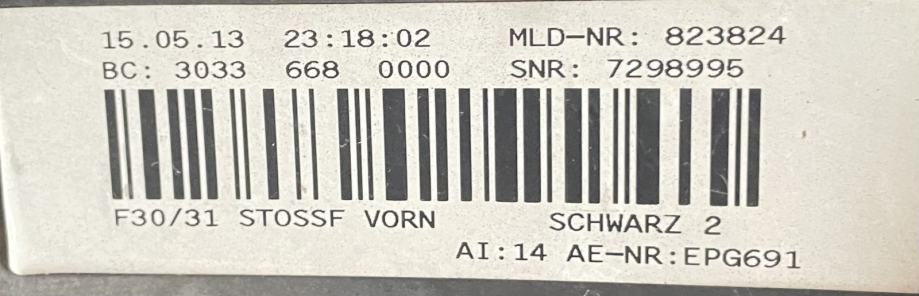 15.05.13 23:18:02 MLD-NR: 823824
BC: 3033 668 0000 SNR: 7298995
F30/31 STOSSF VORN SCHWARZ 2
AI:14 AE-NR:EPG691